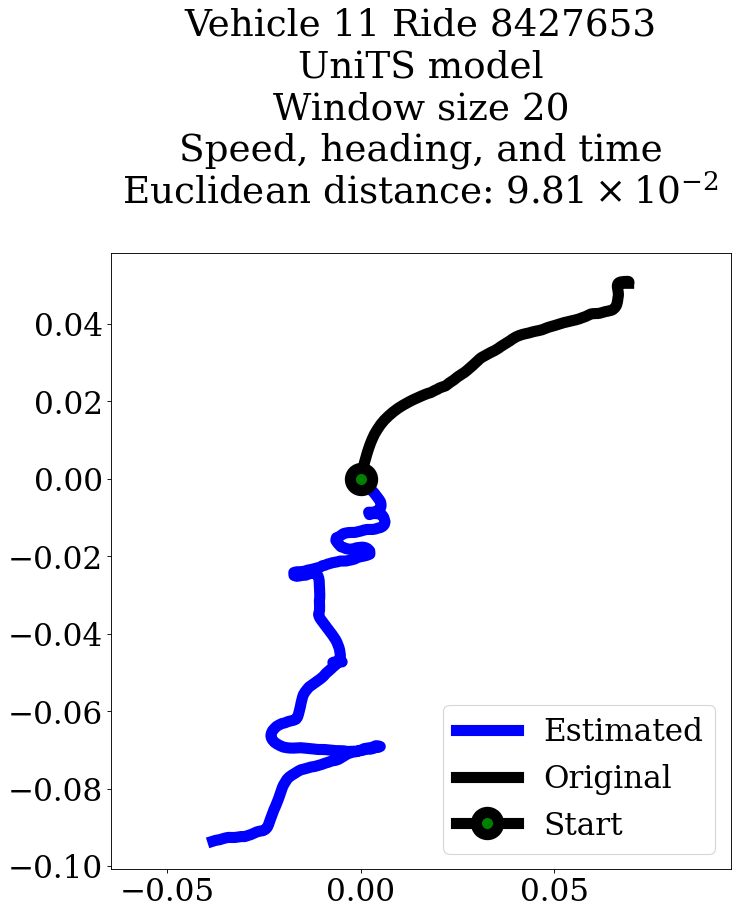 Vehicle 11 Ride 8427653
UniTS model
Window size 20
Speed, heading, and time
Euclidean distance: 9.81 × 10⁻²
0.04
0.02
0.00
−0.02
−0.04
−0.06
−0.08
−0.10
−0.05 0.00 0.05
Estimated
Original
Start